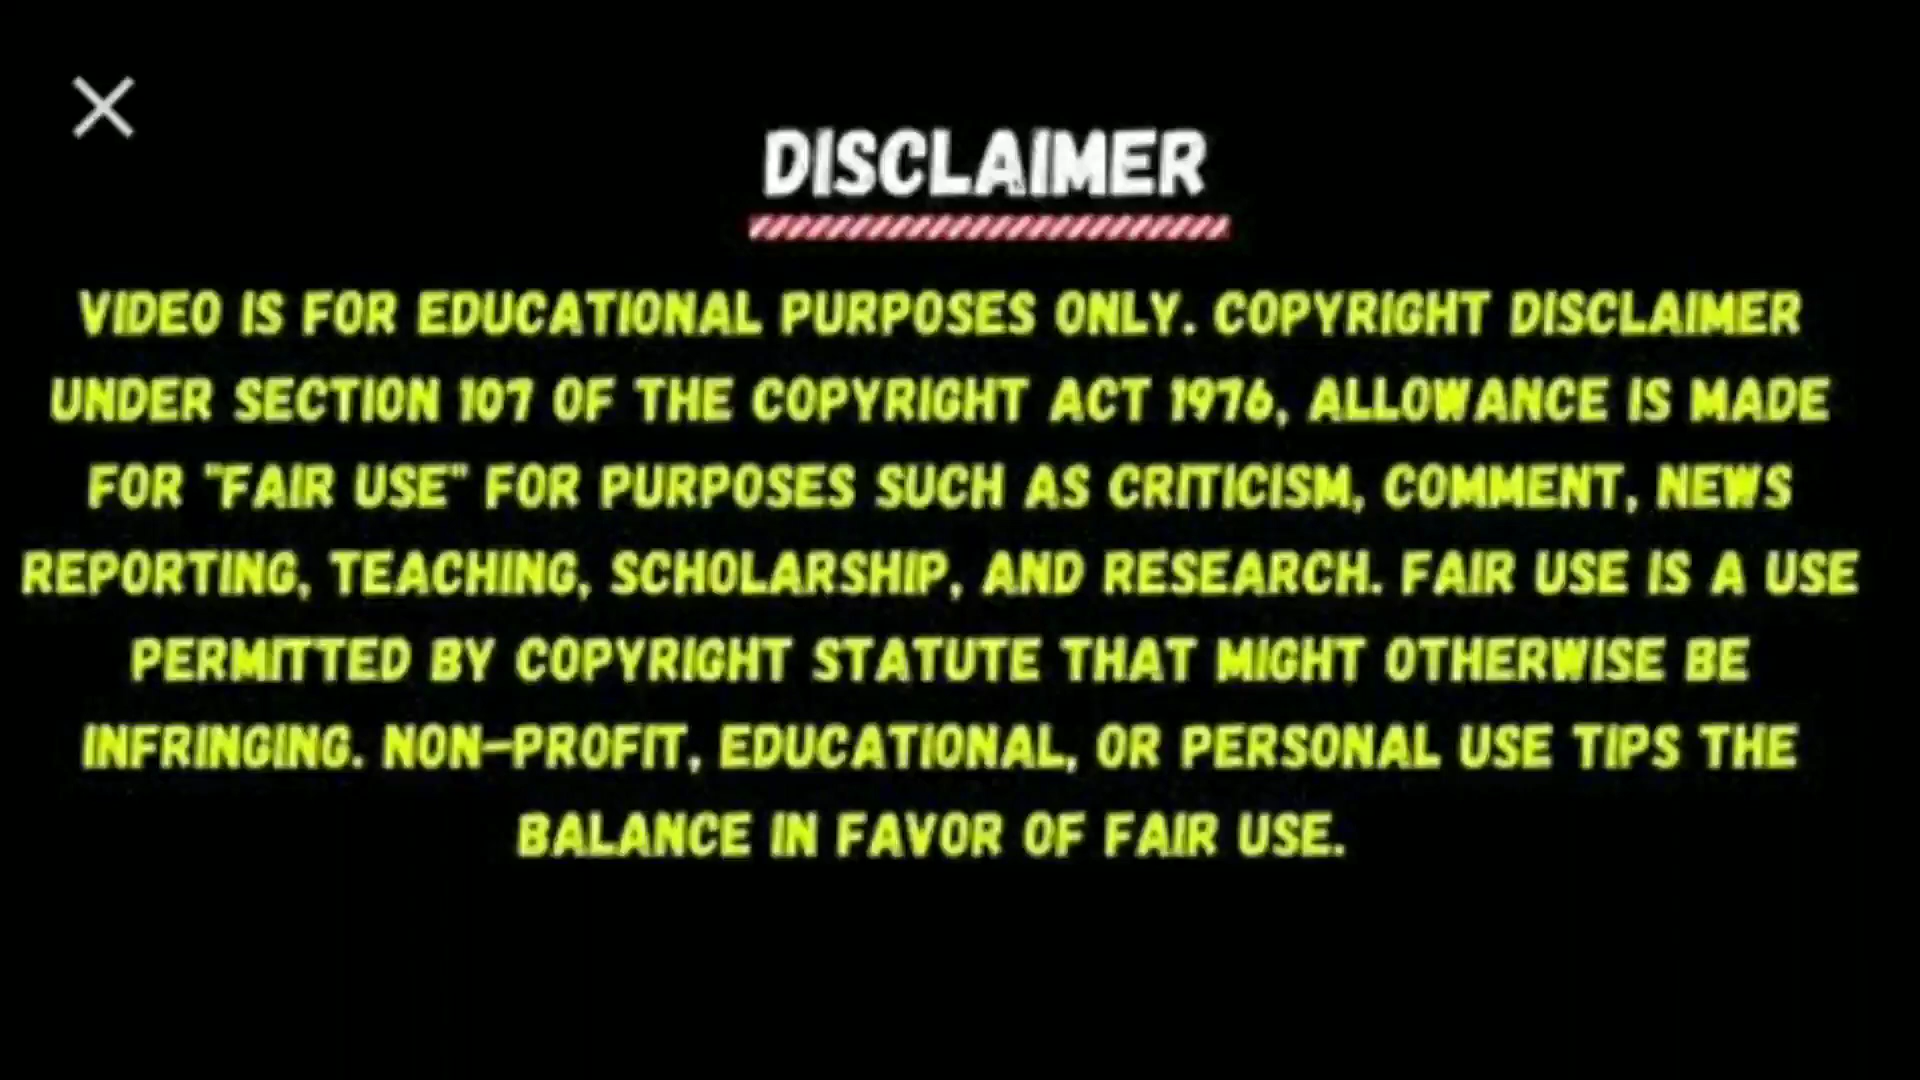 DISCLAIMER
VIDEO IS FOR EDUCATIONAL PURPOSES ONLY. COPYRIGHT DISCLAIMER
UNDER SECTION 107 OF THE COPYRIGHT ACT 1976, ALLOWANCE IS MADE
FOR "FAIR USE" FOR PURPOSES SUCH AS CRITICISM, COMMENT, NEWS
REPORTING, TEACHING, SCHOLARSHIP, AND RESEARCH. FAIR USE IS A USE
PERMITTED BY COPYRIGHT STATUTE THAT MIGHT OTHERWISE BE
INFRINGING. NON-PROFIT, EDUCATIONAL, OR PERSONAL USE TIPS THE
BALANCE IN FAVOR OF FAIR USE.